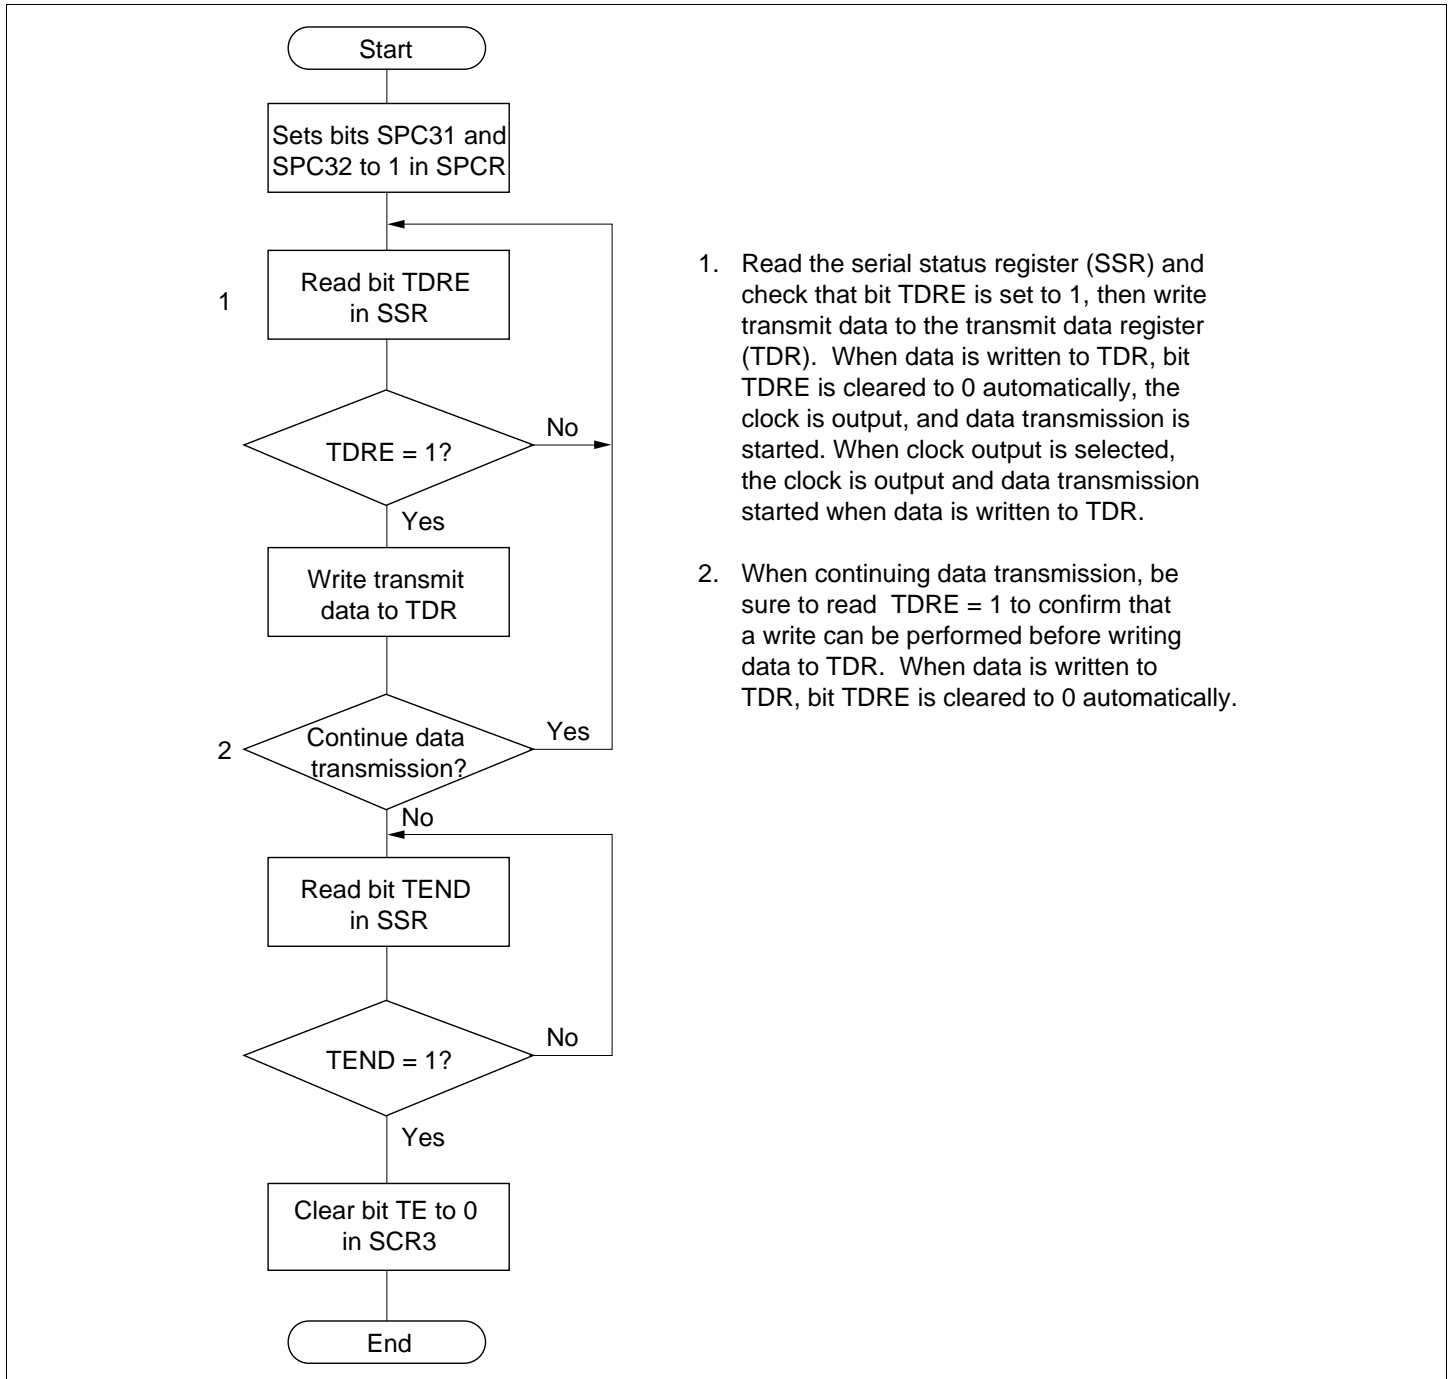 Start
Sets bits SPC31 and
SPC32 to 1 in SPCR
1
Read bit TDRE
in SSR
TDRE = 1?
No
Yes
Write transmit
data to TDR
2
Continue data
transmission?
Yes
No
Read bit TEND
in SSR
TEND = 1?
No
Yes
Clear bit TE to 0
in SCR3
End
1. Read the serial status register (SSR) and
check that bit TDRE is set to 1, then write
transmit data to the transmit data register
(TDR). When data is written to TDR, bit
TDRE is cleared to 0 automatically, the
clock is output, and data transmission is
started. When clock output is selected,
the clock is output and data transmission
started when data is written to TDR.
2. When continuing data transmission, be
sure to read TDRE = 1 to confirm that
a write can be performed before writing
data to TDR. When data is written to
TDR, bit TDRE is cleared to 0 automatically.